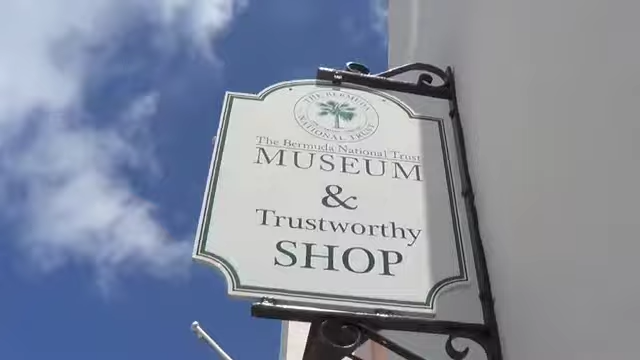 THE BERMUDA
NATIONAL TRUST
The Bermuda National Trust
MUSEUM
&
Trustworthy
SHOP